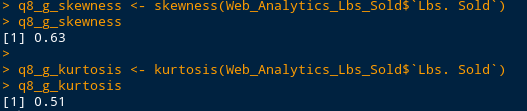 > q8_g_skewness <- skewness(Web_Analytics_Lbs_Sold$`Lbs. Sold`)
> q8_g_skewness
[1] 0.63
>
> q8_g_kurtosis <- kurtosis(Web_Analytics_Lbs_Sold$`Lbs. Sold`)
> q8_g_kurtosis
[1] 0.51